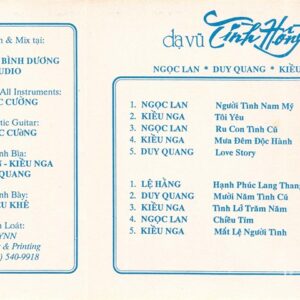 n & Mix tại:
BÌNH DƯƠNG
UDIO
All Instruments:
C CƯỜNG
stic Guitar:
ỌC CƯờNG
nh Bìa:
N - KIỀU NGA
QUANG
nh Bày:
ÊU KHÊ
n Loát:
YNN
r & Printing
) 540-9918
dạ vũ Tình Hồng
NGỌC LAN * DUY QUANG * KIỀU
1. NGỌC LAN Người Tình Nam Mỹ
2. KIỀU NGA Tôi Yêu
3. NGỌC LAN Ru Con Tình Cũ
4. KIỀU NGA Mưa Đêm Độc Hành
5. DUY QUANG Love Story
1. LỆ HẰNG Hạnh Phúc Lang Thang
2. DUY QUANG Mười Năm Tình Cũ
3. KIỀU NGA Tình Lỡ Trăm Năm
4. NGỌC LAN Chiều Tím
5. KIỀU NGA Mất Lệ Người Tình